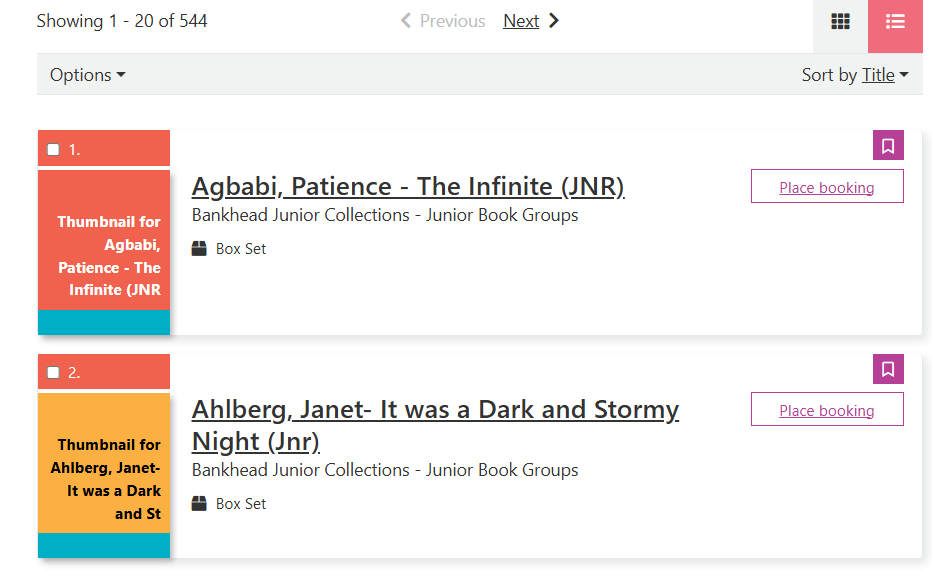 Showing 1 - 20 of 544 Previous Next
Options Sort by Title
1.
Thumbnail for
Agbabi,
Patience - The
Infinite (JNR
Agbabi, Patience - The Infinite (JNR)
Bankhead Junior Collections - Junior Book Groups
Box Set
Place booking
2.
Thumbnail for
Ahlberg, Janet-
It was a Dark
and St
Ahlberg, Janet- It was a Dark and Stormy
Night (Jnr)
Bankhead Junior Collections - Junior Book Groups
Box Set
Place booking